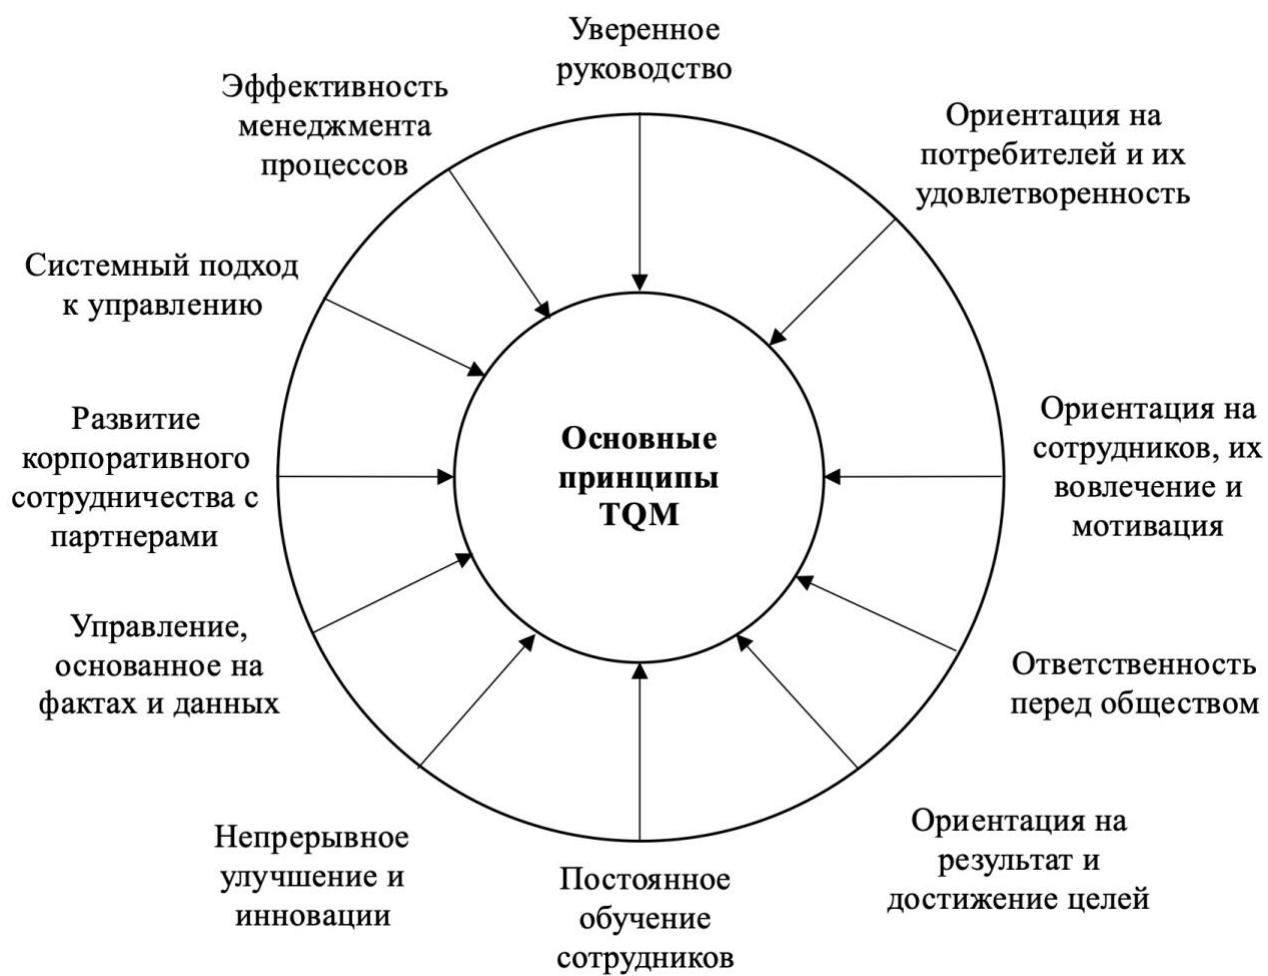 Уверенное
руководство
Ориентация на
потребителей и их
удовлетворенность
Ориентация на
сотрудников, их
вовлечение и
мотивация
Ответственность
перед обществом
Ориентация на
результат и
достижение целей
Постоянное
обучение
сотрудников
Непрерывное
улучшение и
инновации
Управление,
основанное на
фактах и данных
Развитие
корпоративного
сотрудничества с
партнерами
Системный подход
к управлению
Эффективность
менеджмента
процессов
Основные
принципы
TQM